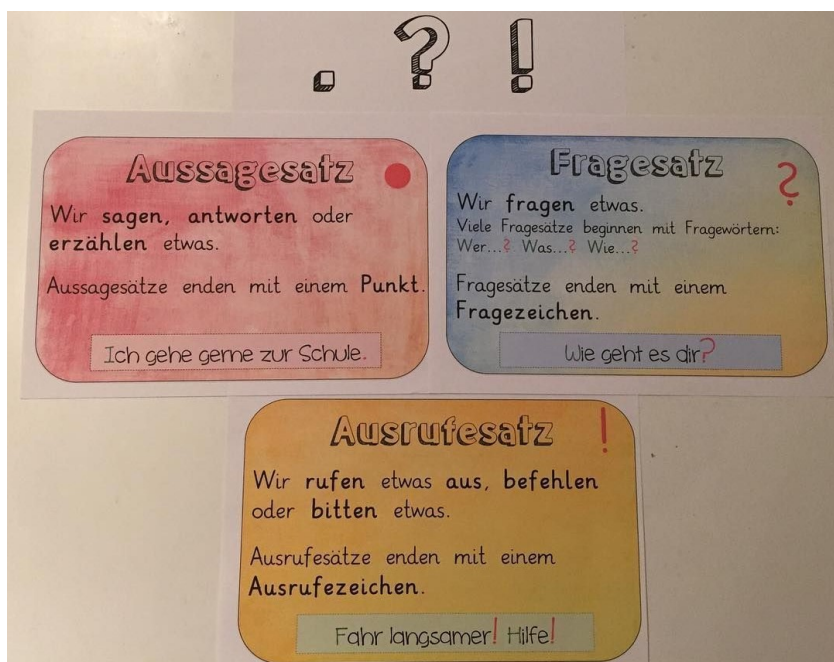 . ? !
Aussagesatz
Wir sagen, antworten oder
erzählen etwas.
Aussagesätze enden mit einem Punkt.
Ich gehe gerne zur Schule.
Fragesatz ?
Wir fragen etwas.
Viele Fragesätze beginnen mit Fragewörtern:
Wer...? Was...? Wie...?
Fragesätze enden mit einem
Fragezeichen.
Wie geht es dir?
Ausrufesatz !
Wir rufen etwas aus, befehlen
oder bitten etwas.
Ausrufesätze enden mit einem
Ausrufezeichen.
Fahr langsamer! Hilfe!